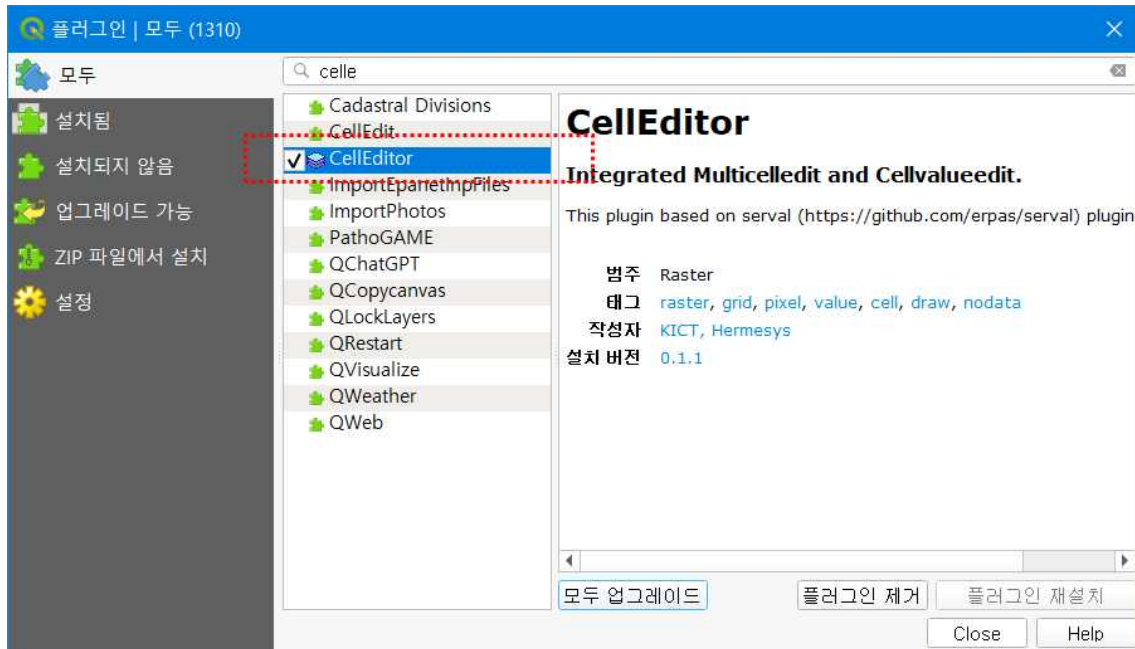 플러그인 | 모두 (1310)
모두
설치됨
설치되지 않음
업그레이드 가능
ZIP 파일에서 설치
설정
celle
Cadastral Divisions
CellEdit
CellEditor
ImportEpanetInpFiles
ImportPhotos
PathoGAME
QChatGPT
QCopycanvas
QLockLayers
QRestart
QVisualize
QWeather
QWeb
CellEditor
Integrated Multicelledit and Cellvalueedit.
This plugin based on serval (https://github.com/erpas/serval) plugin
범주 Raster
태그 raster, grid, pixel, value, cell, draw, nodata
작성자 KICT, Hermesys
설치 버전 0.1.1
모두 업그레이드 플러그인 제거 플러그인 재설치
Close Help